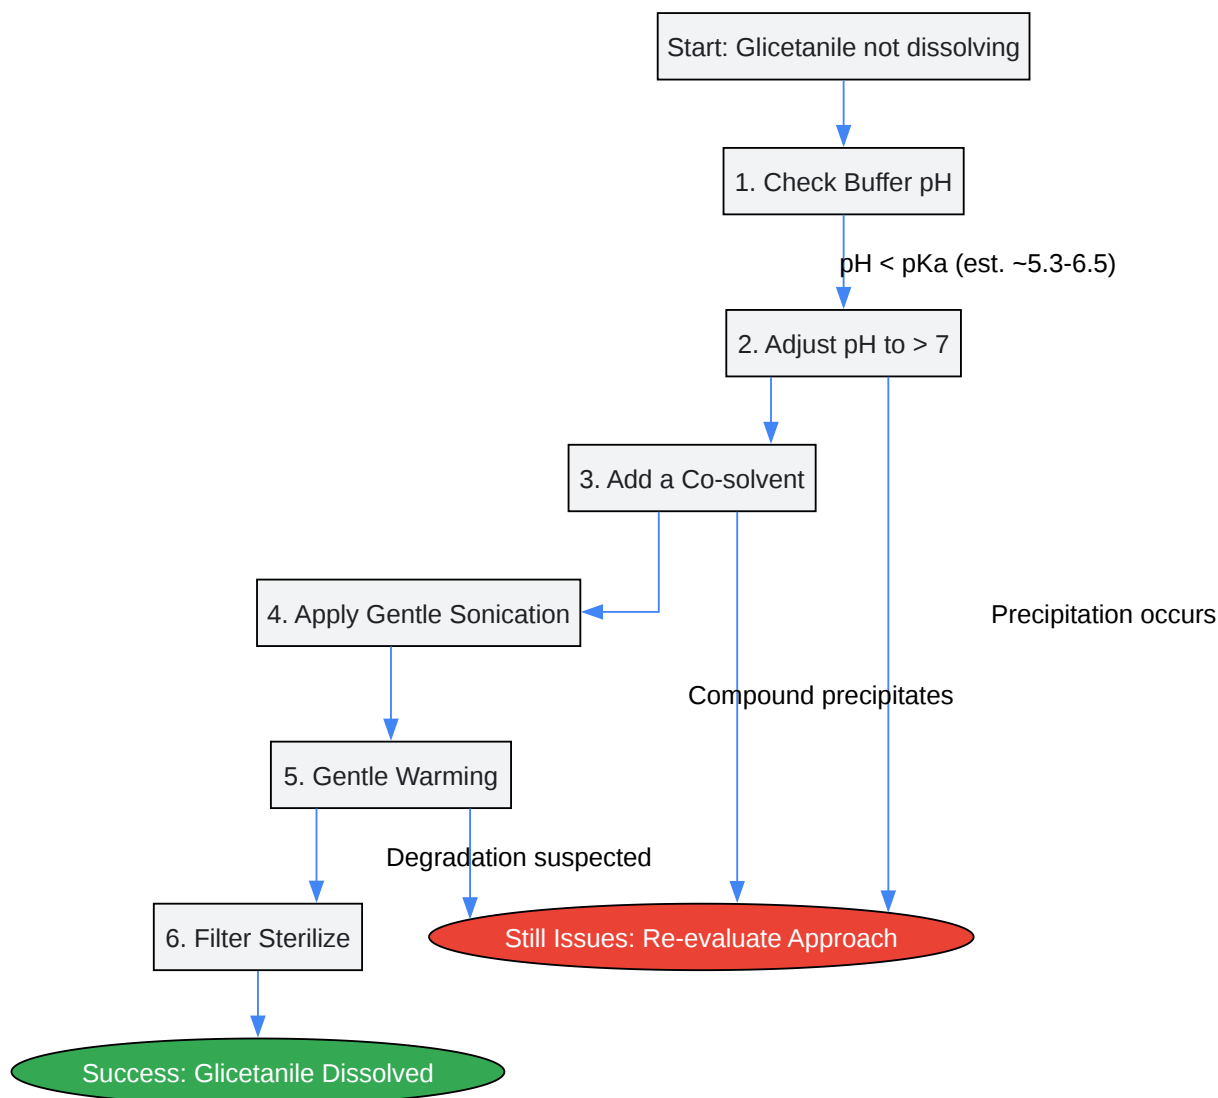 Start: Glicetanile not dissolving
1. Check Buffer pH
pH < pKa (est. ~5.3-6.5)
2. Adjust pH to > 7
3. Add a Co-solvent
4. Apply Gentle Sonication
Precipitation occurs
Compound precipitates
5. Gentle Warming
Degradation suspected
6. Filter Sterilize
Still Issues: Re-evaluate Approach
Success: Glicetanile Dissolved